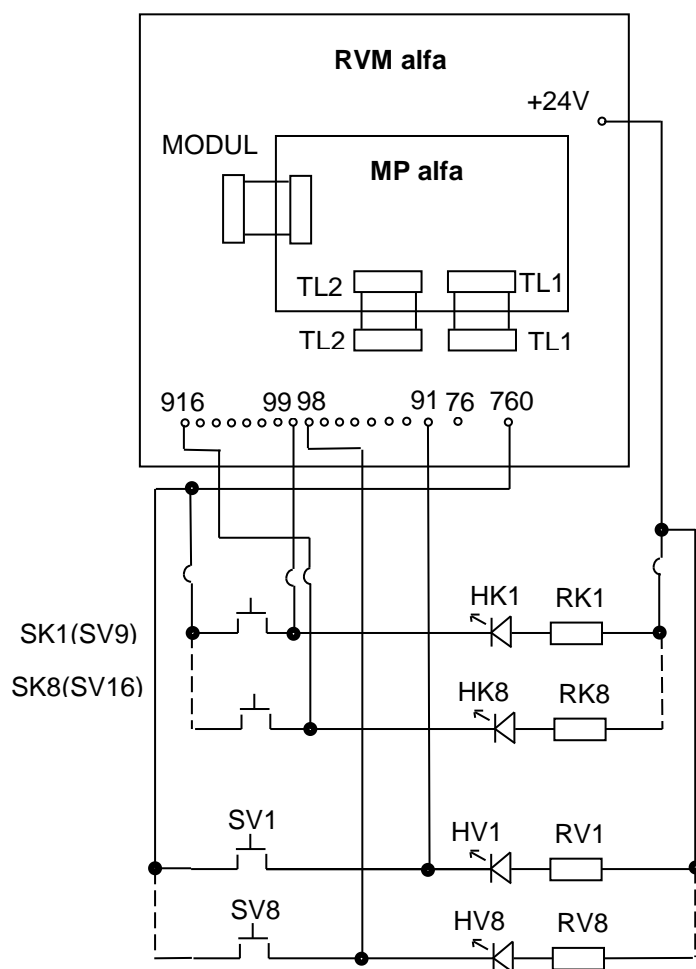 RVM alfa
+24V
MODUL
MP alfa
TL2 TL1
TL2 TL1
916 99 98 91 76 760
HK1 RK1
SK1(SV9)
SK8(SV16) HK8 RK8
SV1 HV1 RV1
SV8 HV8 RV8